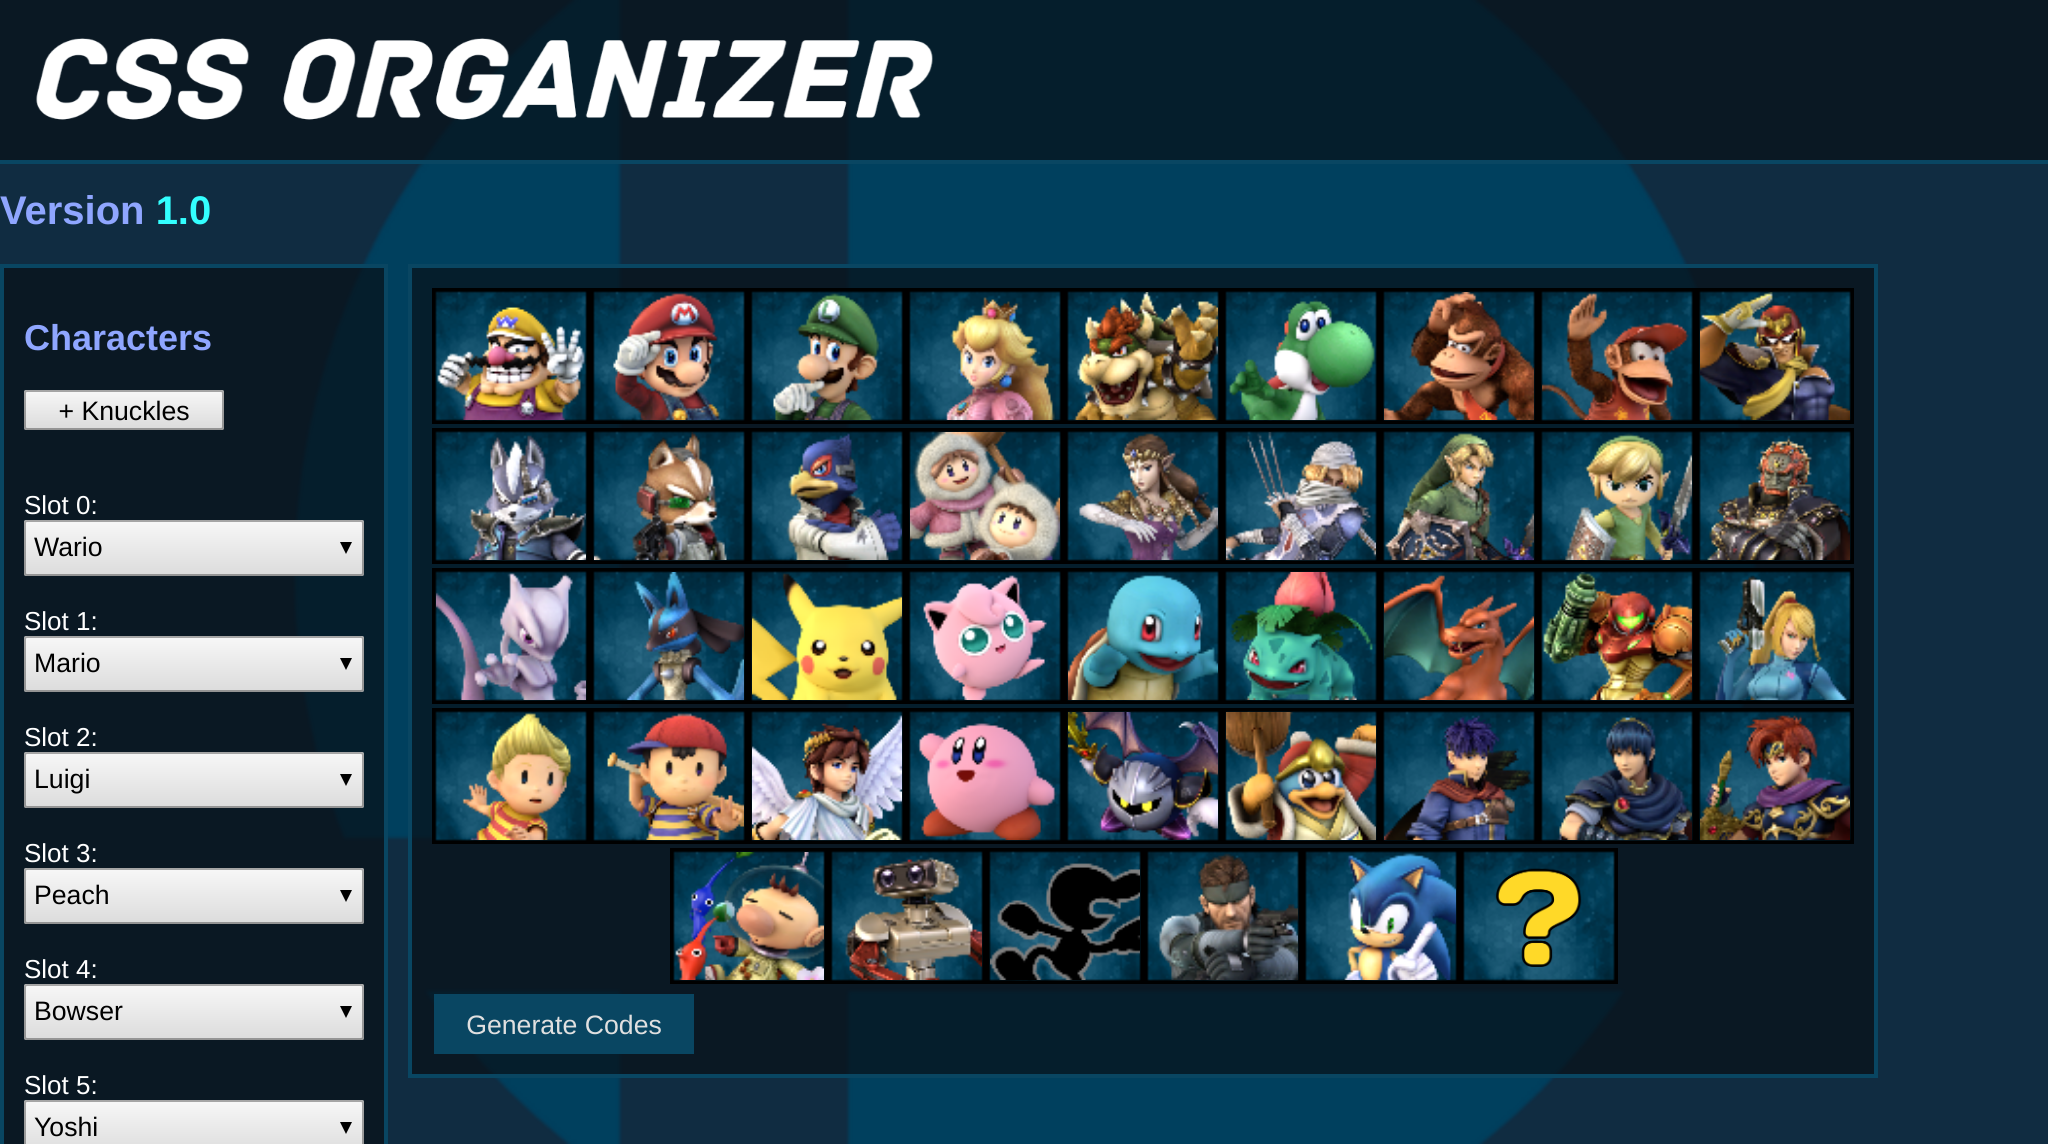 CSS ORGANIZER
Version 1.0
Characters
+ Knuckles
Slot 0:
Wario
Slot 1:
Mario
Slot 2:
Luigi
Slot 3:
Peach
Slot 4:
Bowser
Slot 5:
Yoshi
?
Generate Codes